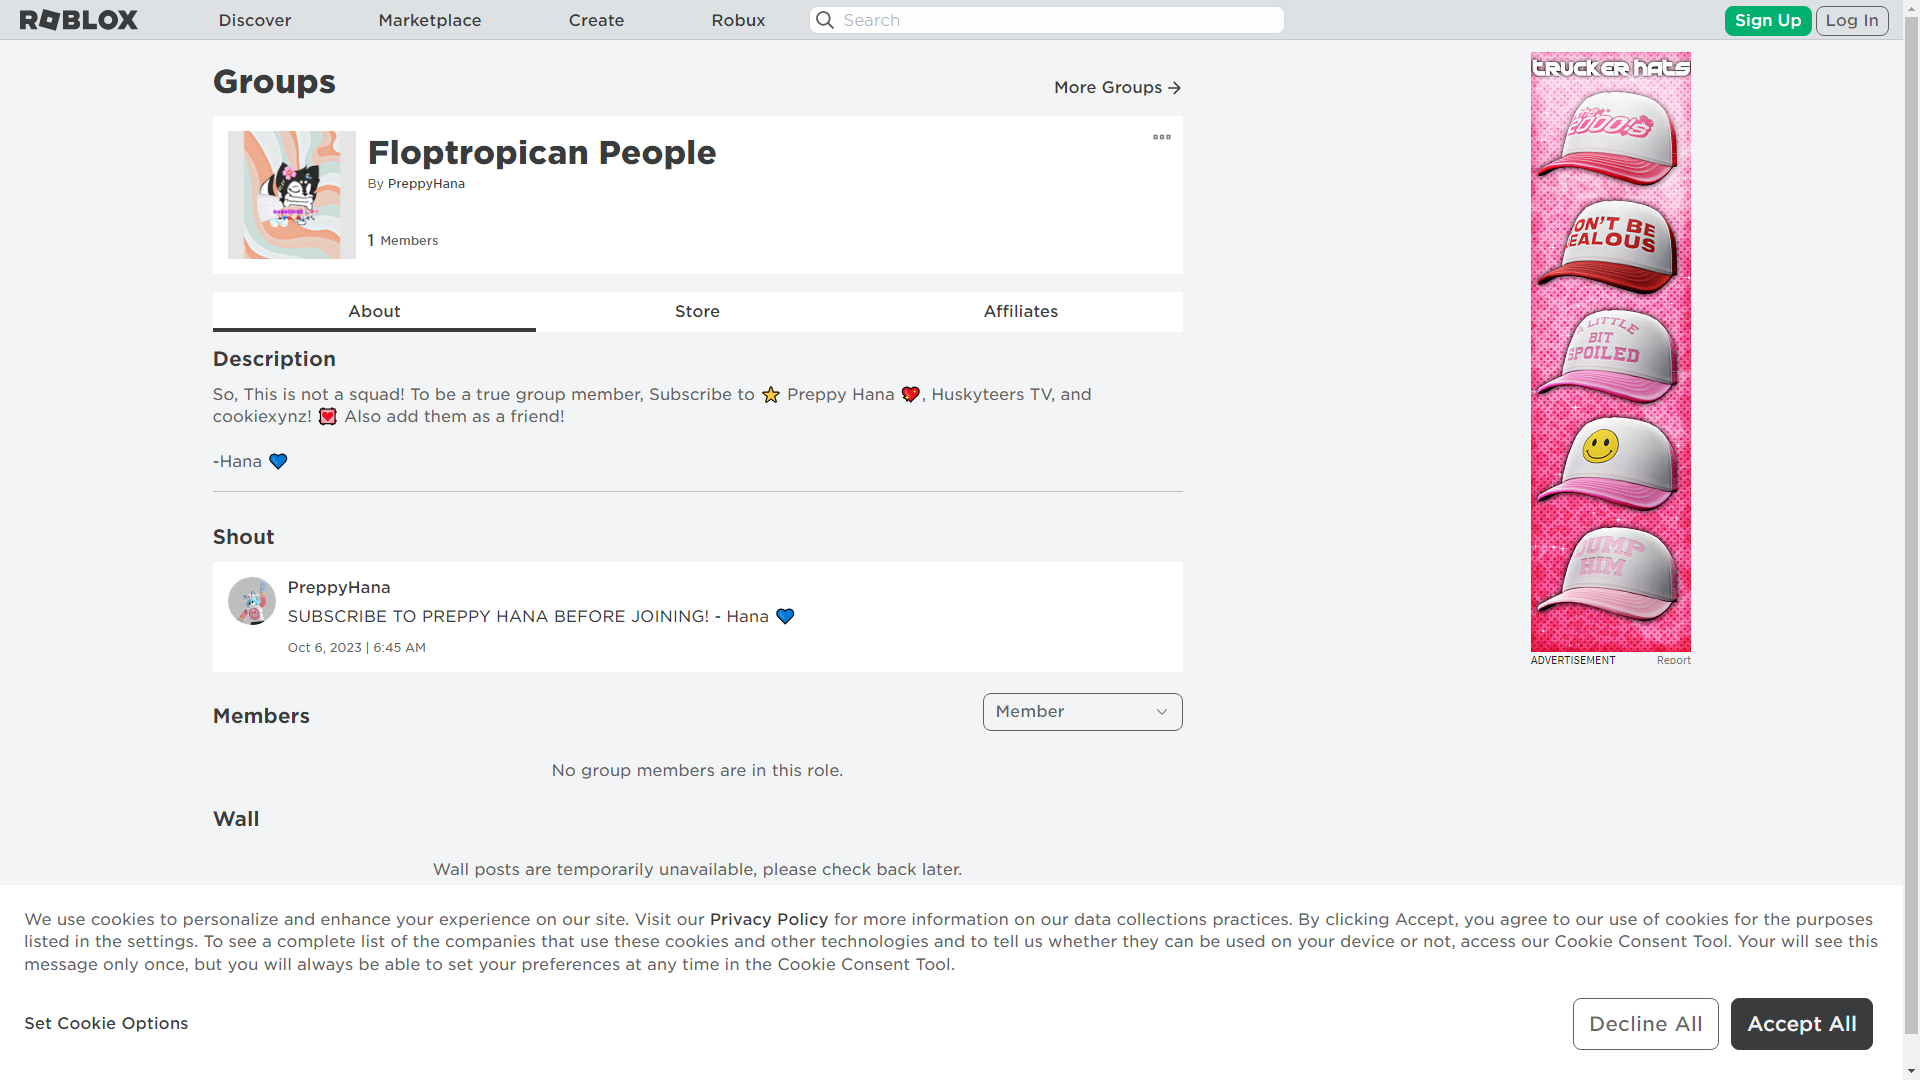 ROBLOX Discover Marketplace Create Robux Search Sign Up Log In
Groups
More Groups →
Floptropican People
By PreppyHana
1 Members
About Store Affiliates
Description
So, This is not a squad! To be a true group member, Subscribe to ⭐ Preppy Hana 💖, Huskyteers TV, and
cookiexynz! 💟 Also add them as a friend!
-Hana 💙
Shout
PreppyHana
SUBSCRIBE TO PREPPY HANA BEFORE JOINING! - Hana 💙
Oct 6, 2023 | 6:45 AM
Members
Member
No group members are in this role.
Wall
Wall posts are temporarily unavailable, please check back later.
TRUCKER HATS
the 2000's
ON'T BE
EALOUS
A LITTLE
BIT
SPOILED
JUMP
HIM
ADVERTISEMENT Report
We use cookies to personalize and enhance your experience on our site. Visit our Privacy Policy for more information on our data collections practices. By clicking Accept, you agree to our use of cookies for the purposes
listed in the settings. To see a complete list of the companies that use these cookies and other technologies and to tell us whether they can be used on your device or not, access our Cookie Consent Tool. Your will see this
message only once, but you will always be able to set your preferences at any time in the Cookie Consent Tool.
Set Cookie Options
Decline All
Accept All